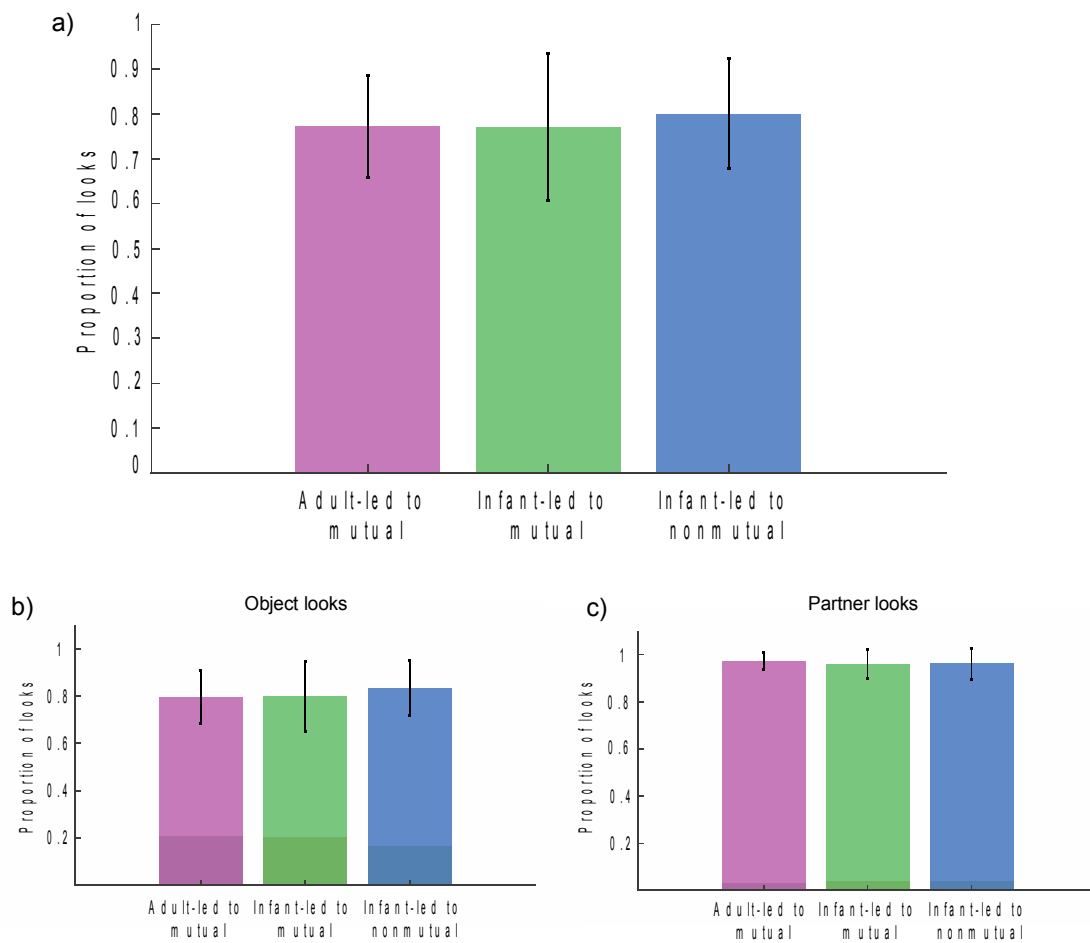 a)
Proportion of looks
1
0.9
0.8
0.7
0.6
0.5
0.4
0.3
0.2
0.1
0
Adult-led to
mutual
Infant-led to
mutual
Infant-led to
nonmutual
b)
Object looks
Proportion of looks
1
0.8
0.6
0.4
0.2
Adult-led to
mutual
Infant-led to
mutual
Infant-led to
nonmutual
c)
Partner looks
Proportion of looks
1
0.8
0.6
0.4
0.2
Adult-led to
mutual
Infant-led to
mutual
Infant-led to
nonmutual